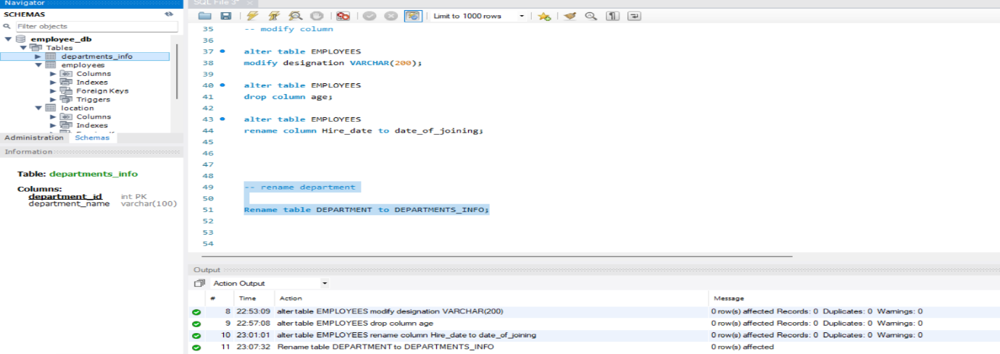 Navigator
SCHEMAS
Filter objects
employee_db
Tables
departments_info
employees
Columns
Indexes
Foreign Keys
Triggers
location
Columns
Indexes
Administration Schemas
Information
Table: departments_info
Columns:
department_id int PK
department_name varchar(100)
SQL File 3*
Limit to 1000 rows
35 -- modify column
36
37 alter table EMPLOYEES
38 modify designation VARCHAR(200);
39
40 alter table EMPLOYEES
41 drop column age;
42
43 alter table EMPLOYEES
44 rename column Hire_date to date_of_joining;
45
46
47
48
49 -- rename department
50
51 Rename table DEPARTMENT to DEPARTMENTS_INFO;
52
53
54
Output
Action Output
# Time Action Message
8 22:53:09 alter table EMPLOYEES modify designation VARCHAR(200) 0 row(s) affected Records: 0 Duplicates: 0 Warnings: 0
9 22:57:08 alter table EMPLOYEES drop column age 0 row(s) affected Records: 0 Duplicates: 0 Warnings: 0
10 23:01:01 alter table EMPLOYEES rename column Hire_date to date_of_joining 0 row(s) affected Records: 0 Duplicates: 0 Warnings: 0
11 23:07:32 Rename table DEPARTMENT to DEPARTMENTS_INFO 0 row(s) affected